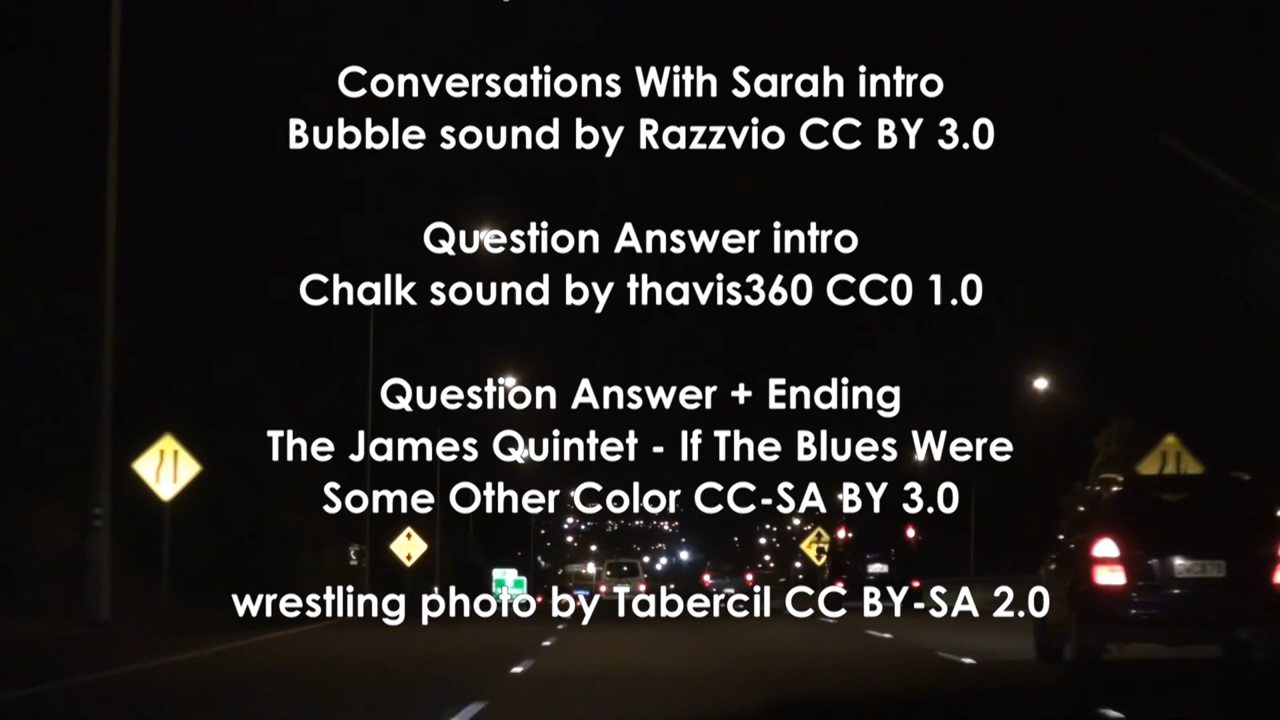 Conversations With Sarah intro
Bubble sound by Razzvio CC BY 3.0
Question Answer intro
Chalk sound by thavis360 CC0 1.0
Question Answer + Ending
The James Quintet - If The Blues Were
Some Other Color CC-SA BY 3.0
wrestling photo by Tabercil CC BY-SA 2.0